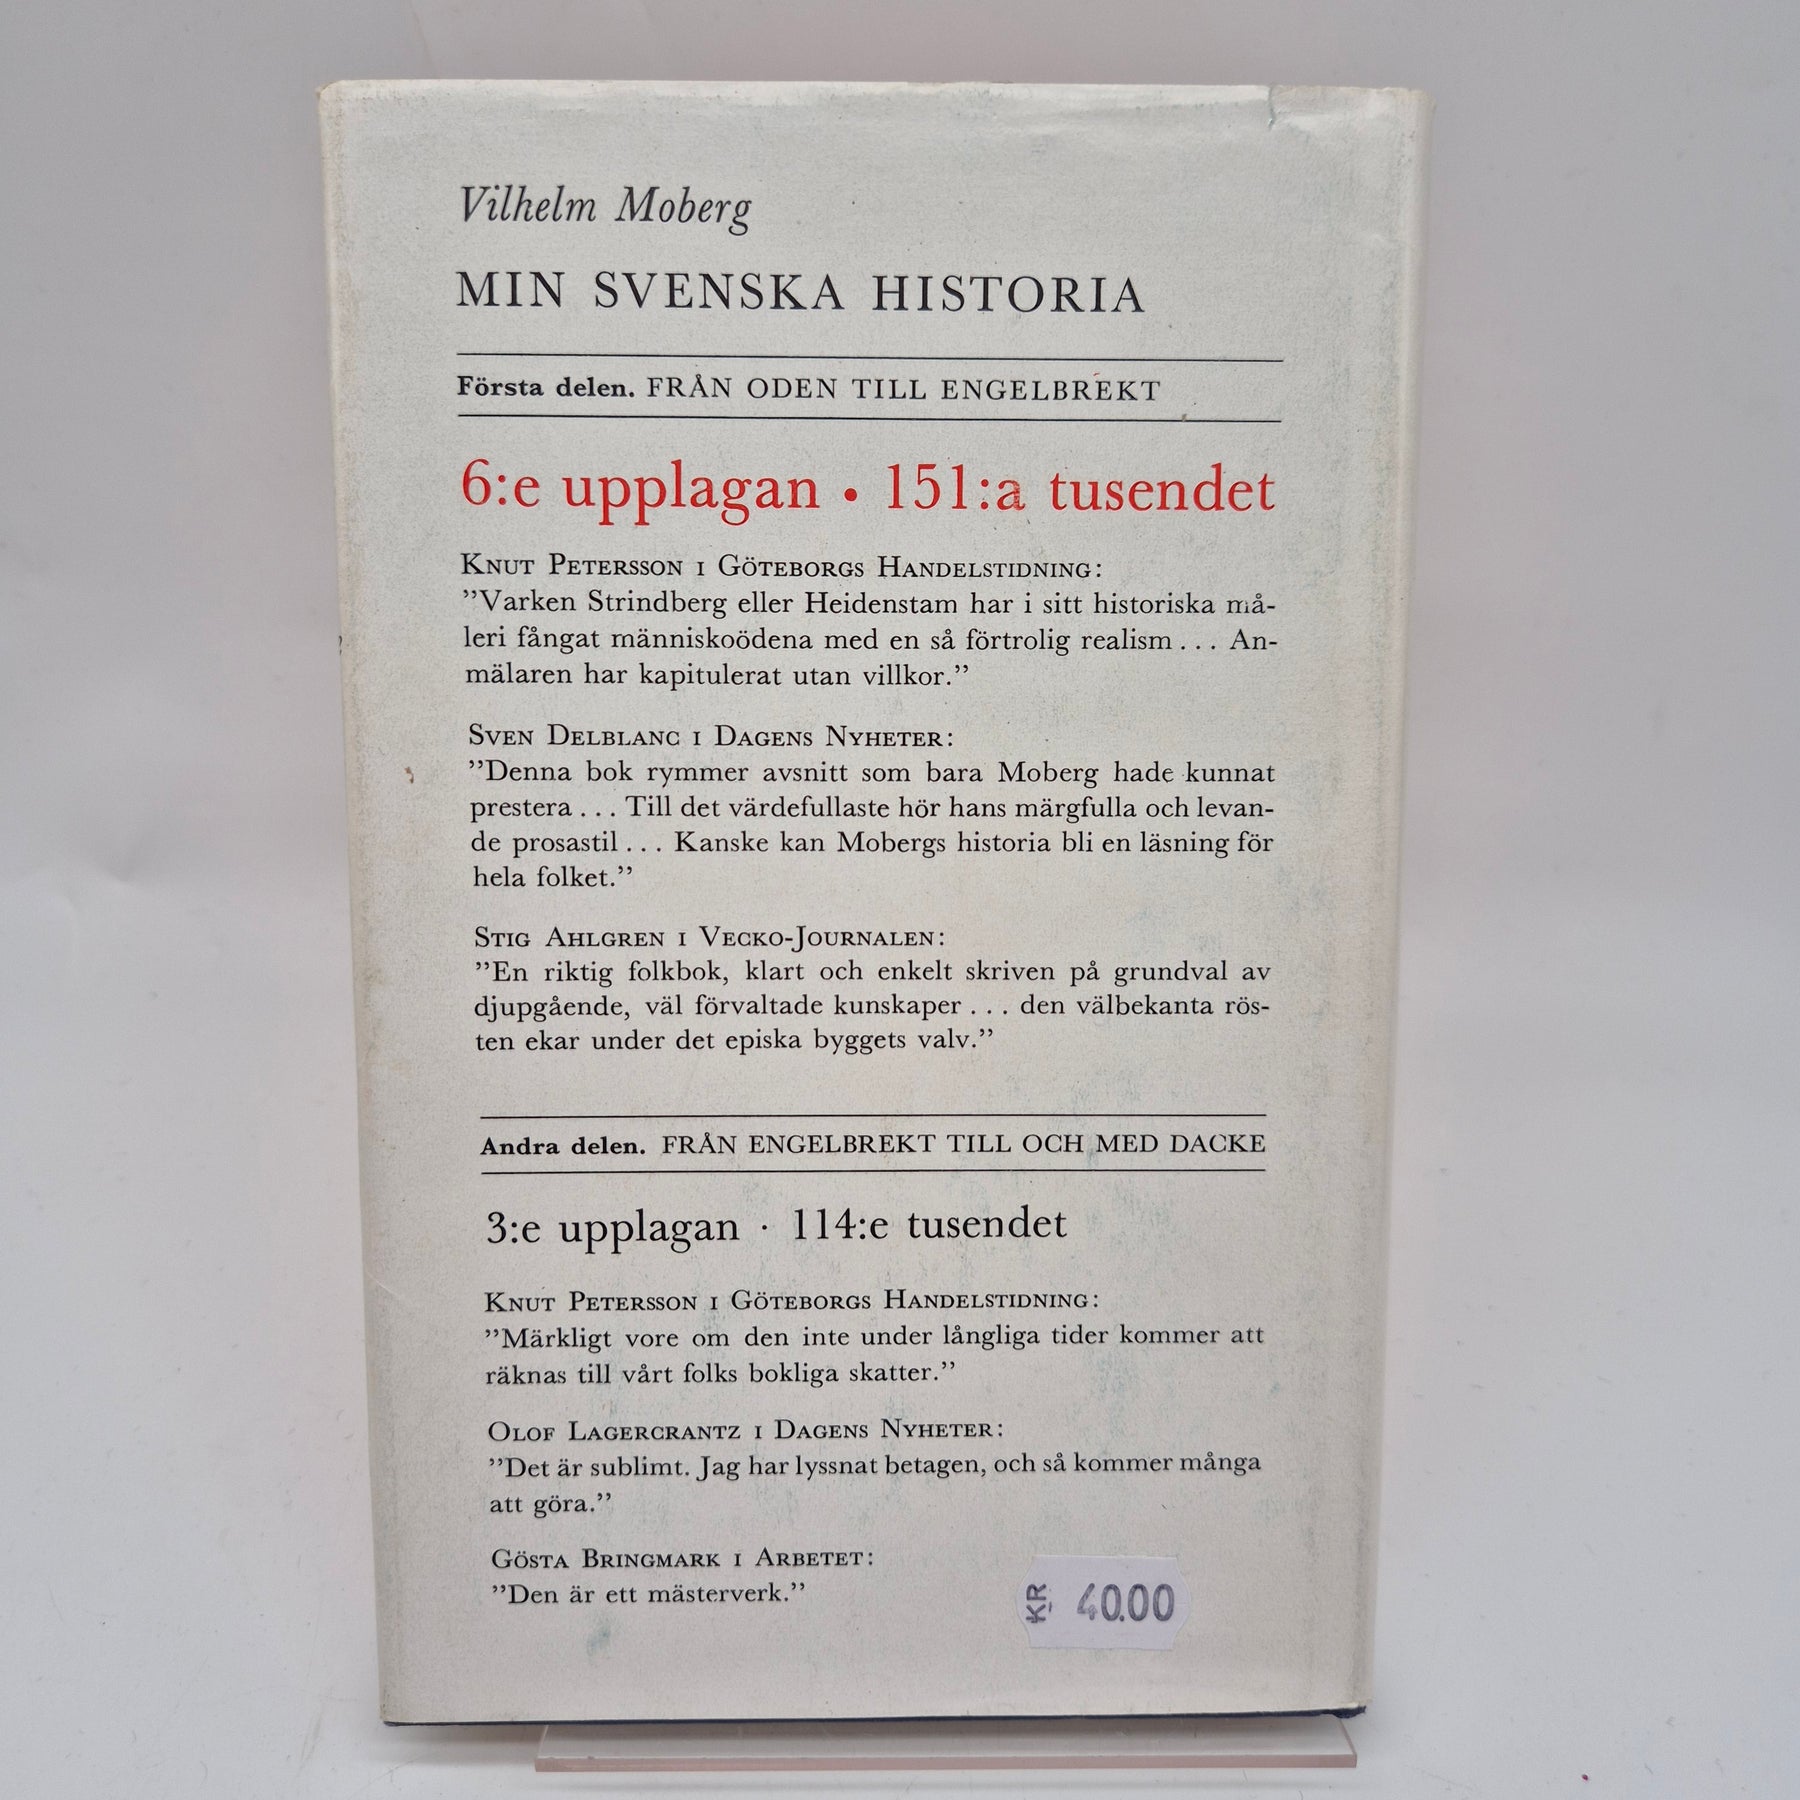 Vilhelm Moberg
MIN SVENSKA HISTORIA
Första delen. FRÅN ODEN TILL ENGELBREKT
6:e upplagan • 151:a tusendet
KNUT PETERSSON I GÖTEBORGS HANDELSTIDNING:
”Varken Strindberg eller Heidenstam har i sitt historiska må-
leri fångat människoödena med en så förtrolig realism . . . An-
mälaren har kapitulerat utan villkor.”
SVEN DELBLANC I DAGENS NYHETER:
”Denna bok rymmer avsnitt som bara Moberg hade kunnat
prestera . . . Till det värdefullaste hör hans märgfulla och levan-
de prosastil . . . Kanske kan Mobergs historia bli en läsning för
hela folket.”
STIG AHLGREN I VECKO-JOURNALEN:
”En riktig folkbok, klart och enkelt skriven på grundval av
djupgående, väl förvaltade kunskaper . . . den välbekanta rös-
ten ekar under det episka byggets valv.”
Andra delen. FRÅN ENGELBREKT TILL OCH MED DACKE
3:e upplagan · 114:e tusendet
KNUT PETERSSON I GÖTEBORGS HANDELSTIDNING:
”Märkligt vore om den inte under långliga tider kommer att
räknas till vårt folks bokliga skatter.”
OLOF LAGERCRANTZ I DAGENS NYHETER:
”Det är sublimt. Jag har lyssnat betagen, och så kommer många
att göra.”
GÖSTA BRINGMARK I ARBETET:
”Den är ett mästerverk.”
KR 40.00